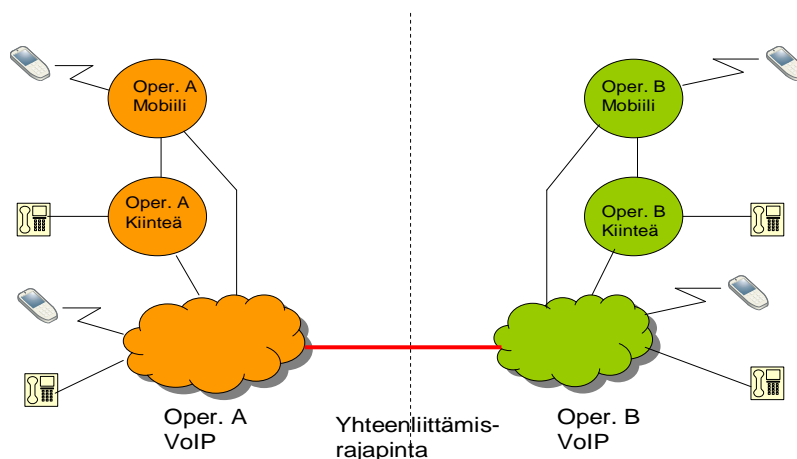 Oper. A
Mobiili
Oper. B
Mobiili
Oper. A
Kiinteä
Oper. B
Kiinteä
Oper. A
VoIP
Yhteenliittämis-
rajapinta
Oper. B
VoIP